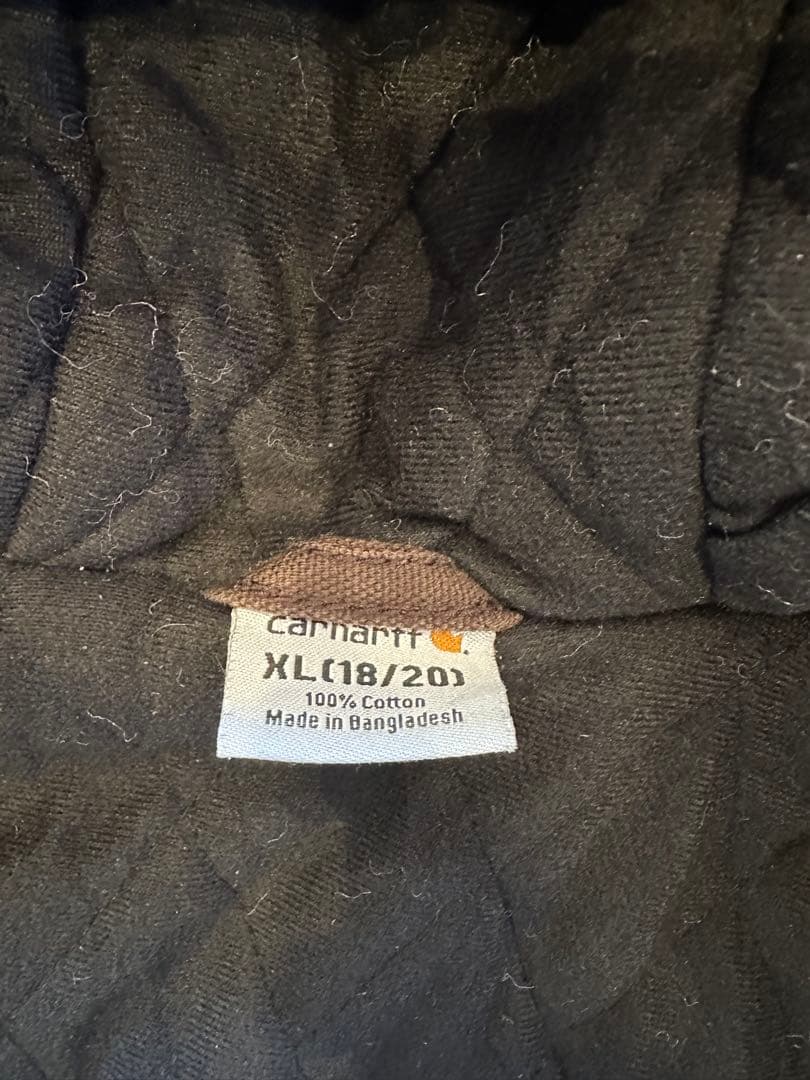 carhartt
XL(18/20)
100% Cotton
Made in Bangladesh